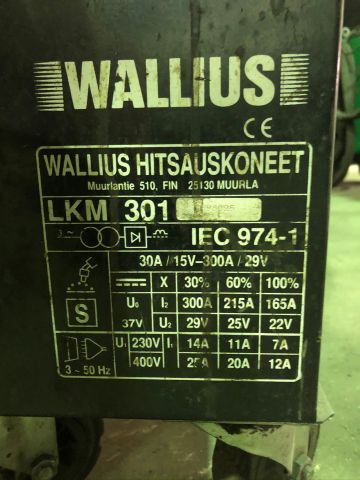 WALLIUS
CE
WALLIUS HITSAUSKONEET
Muurlantie 510, FIN 25130 MUURLA
LKM 301
3~ IEC 974-1
30A / 15V-300A / 29V
X 30% 60% 100%
S U₀ I₂ 300A 215A 165A
37V U₂ 29V 25V 22V
U₁ 230V I₁ 14A 11A 7A
3 ~ 50 Hz 400V 25A 20A 12A